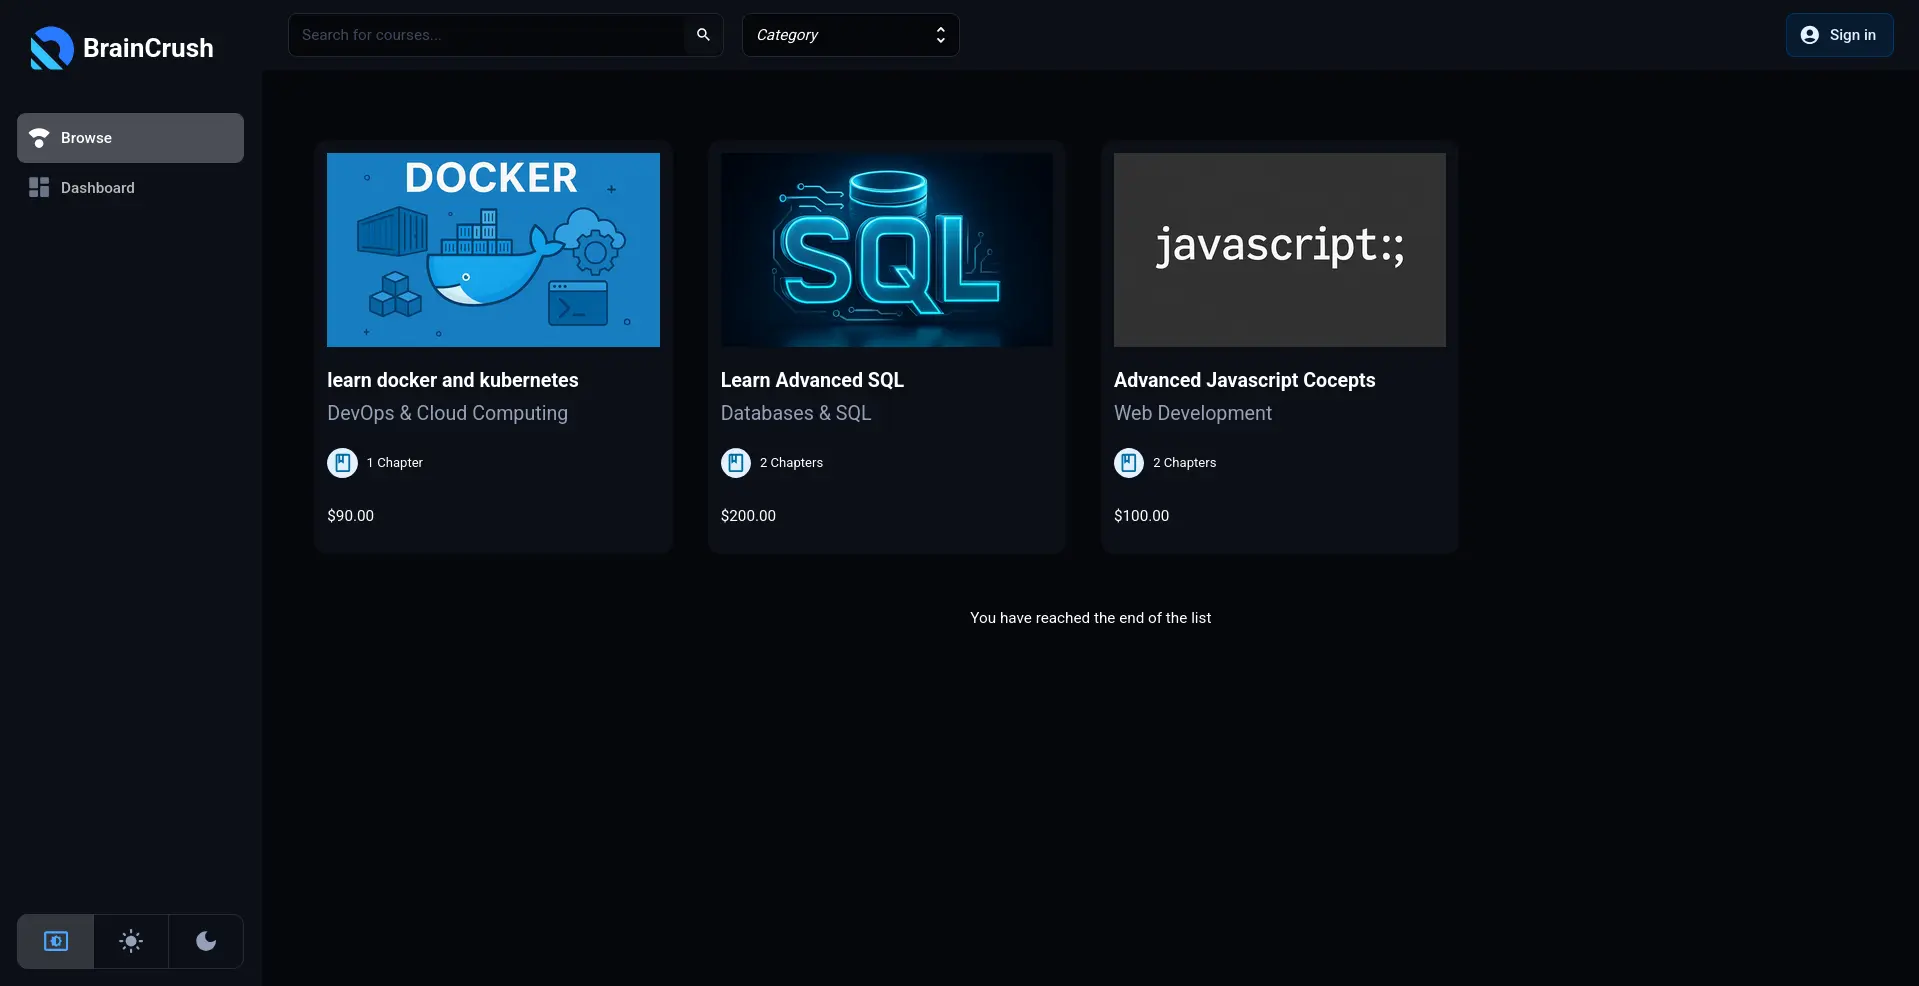 BrainCrush
Search for courses...
Category
Sign in
Browse
Dashboard
DOCKER
learn docker and kubernetes
DevOps & Cloud Computing
1 Chapter
$90.00
SQL
Learn Advanced SQL
Databases & SQL
2 Chapters
$200.00
javascript:;
Advanced Javascript Cocepts
Web Development
2 Chapters
$100.00
You have reached the end of the list